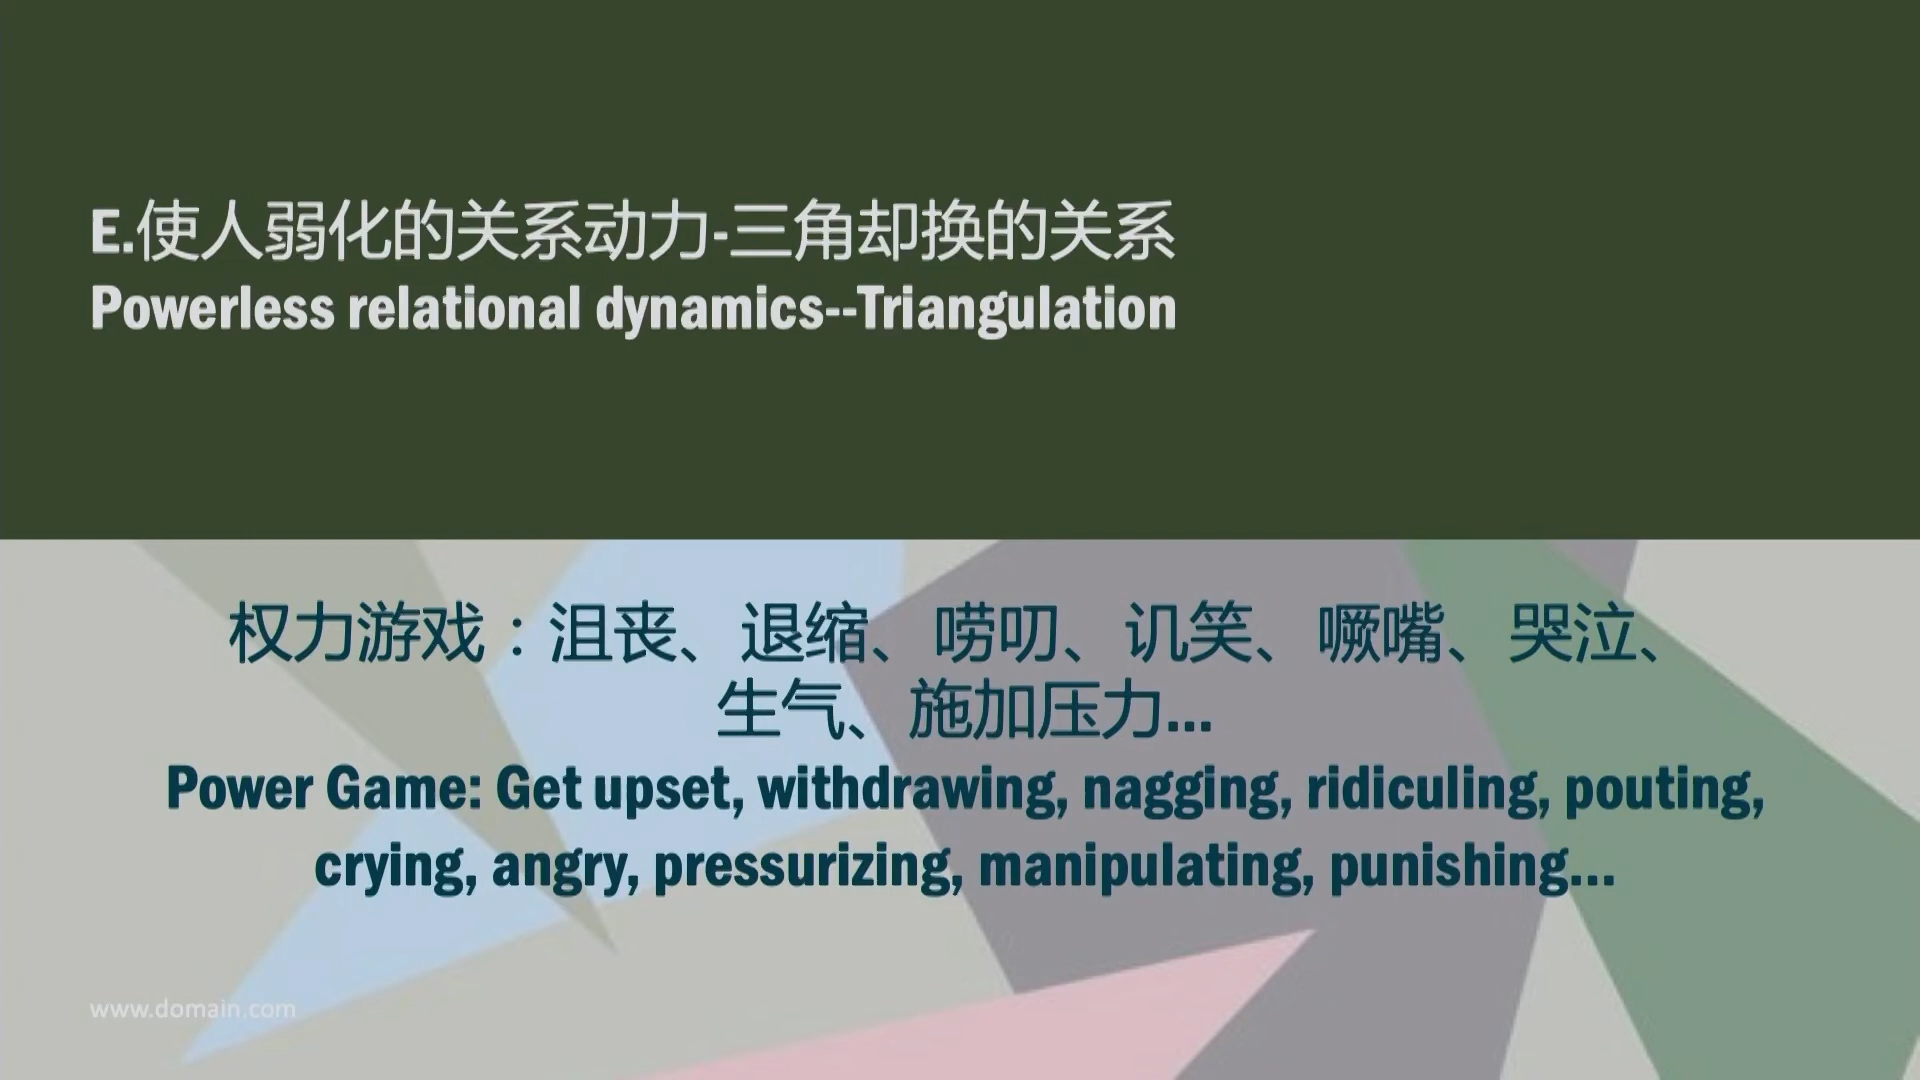 E.使人弱化的关系动力-三角却换的关系
Powerless relational dynamics--Triangulation
权力游戏：沮丧、退缩、唠叨、讥笑、噘嘴、哭泣、
生气、施加压力...
Power Game: Get upset, withdrawing, nagging, ridiculing, pouting,
crying, angry, pressurizing, manipulating, punishing...
www.domain.com